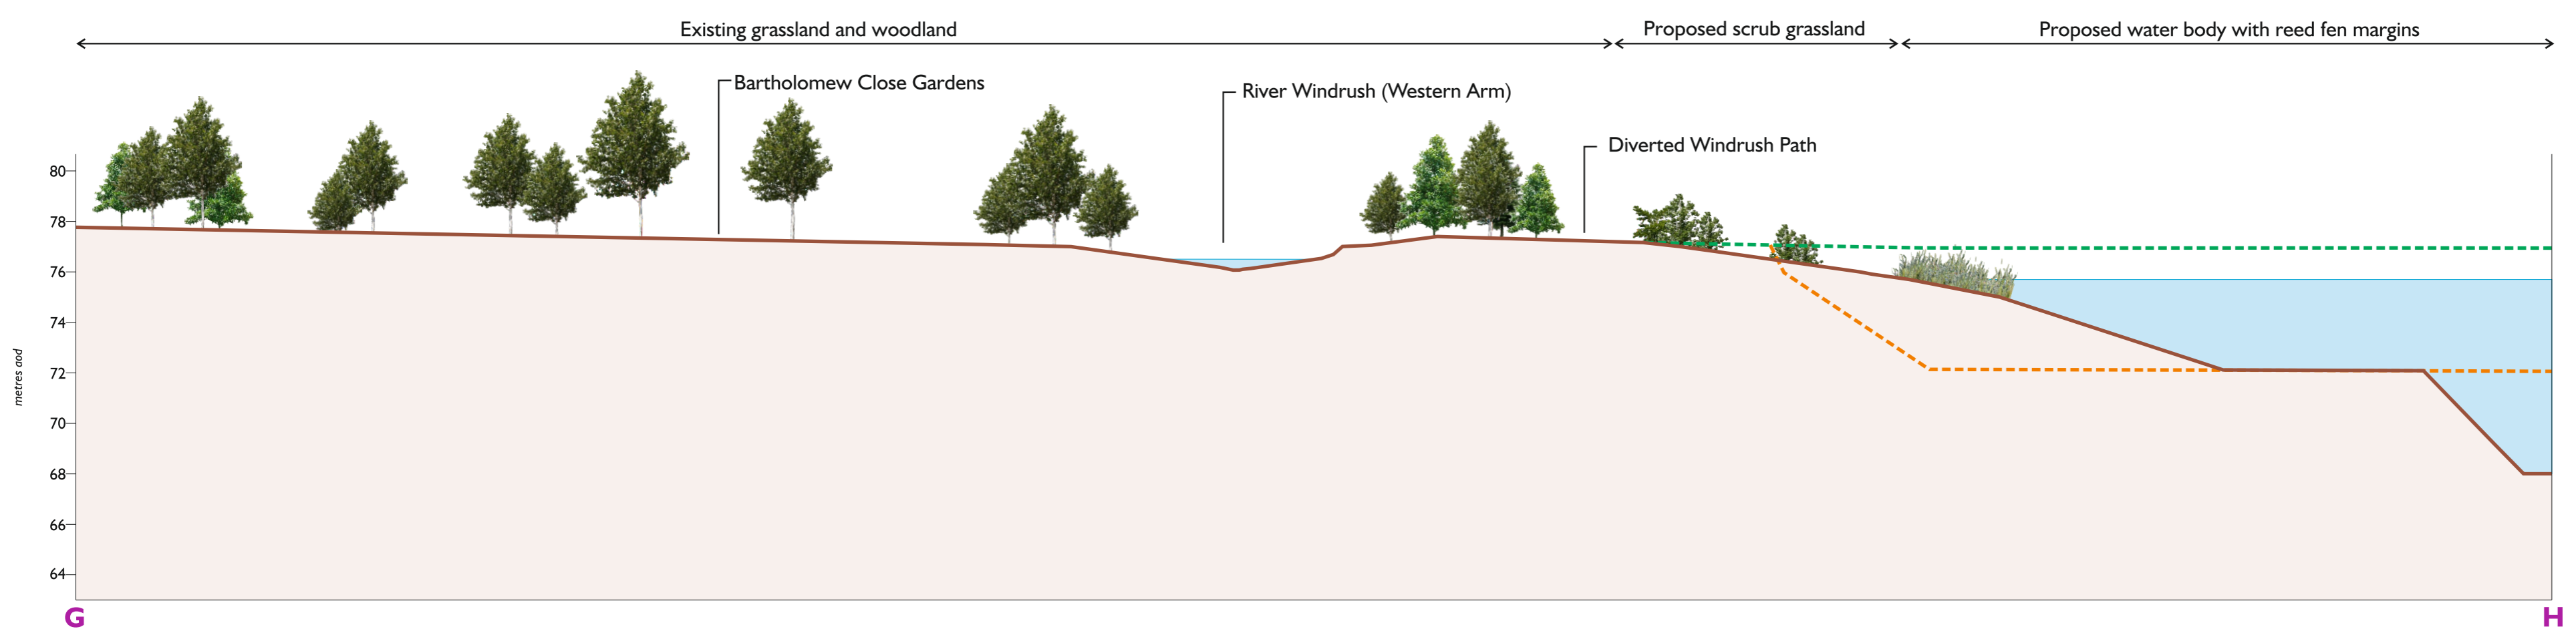 Existing grassland and woodland
Proposed scrub grassland
Proposed water body with reed fen margins
Bartholomew Close Gardens
River Windrush (Western Arm)
Diverted Windrush Path
80
78
76
74
72
70
68
66
64
metres aod
G
H